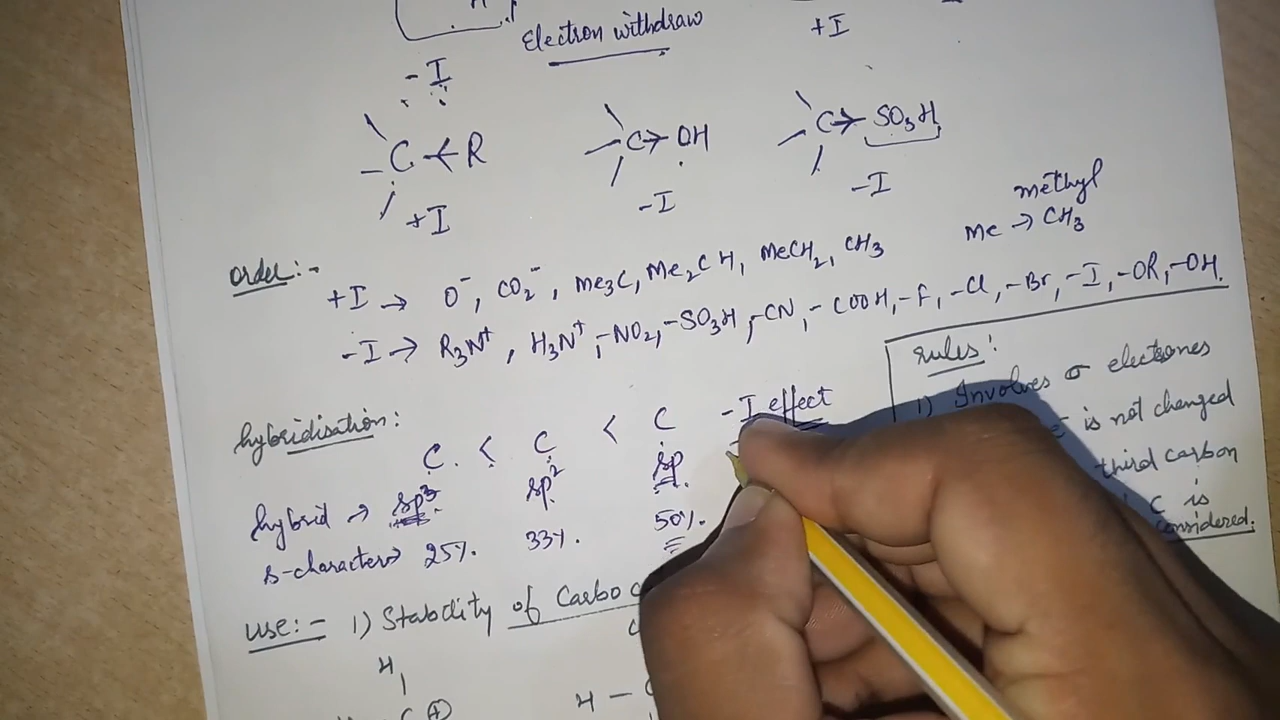 H
Electron withdraw
+I
-I
C ← R
C → OH
C → SO₃H
+I
-I
-I
methyl
Me → CH₃
order:-
+I → O⁻, CO₂⁻, Me₃C, Me₂CH, MeCH₂, CH₃
-I → R₃N⁺, H₃N⁺, -NO₂, -SO₃H, -CN, -COOH, -F, -Cl, -Br, -I, -OR, -OH.
rules:
1) Involves σ electrones
is not changed
third carbon
C is
considered.
hybridisation:
C < C < C -I effect
hybrid → sp³ sp² sp
s-character → 25%. 33%. 50%.
use:- 1) Stability of Carbo
H
C ⊕
H - C